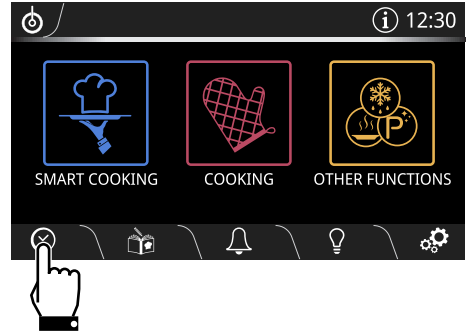 i 12:30
SMART COOKING
COOKING
OTHER FUNCTIONS
P